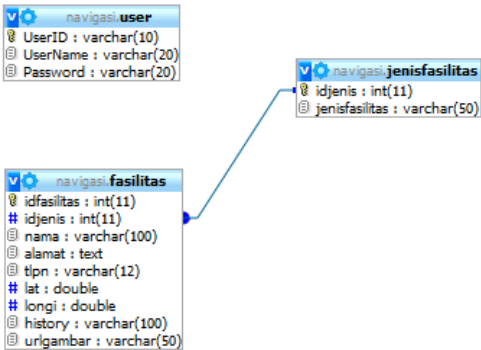 navigasi.user
UserID : varchar(10)
UserName : varchar(20)
Password : varchar(20)
navigasi.jenisfasilitas
idjenis : int(11)
jenisfasilitas : varchar(50)
navigasi.fasilitas
idfasilitas : int(11)
# idjenis : int(11)
nama : varchar(100)
alamat : text
tlpn : varchar(12)
# lat : double
# longi : double
history : varchar(100)
urlgambar : varchar(50)